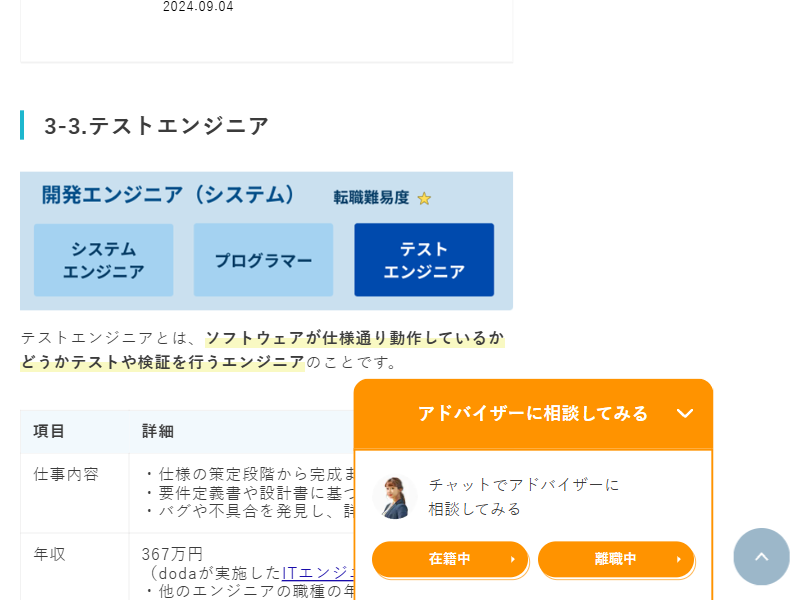 2024.09.04
3-3.テストエンジニア
開発エンジニア（システム） 転職難易度
システム
エンジニア
プログラマー
テスト
エンジニア
テストエンジニアとは、ソフトウェアが仕様通り動作しているか
どうかテストや検証を行うエンジニアのことです。
項目 詳細
仕事内容
・仕様の策定段階から完成ま
・要件定義書や設計書に基づ
・バグや不具合を発見し、詳
年収
367万円
（dodaが実施したITエンジニ
・他のエンジニアの職種の年
アドバイザーに相談してみる
チャットでアドバイザーに
相談してみる
在籍中
離職中